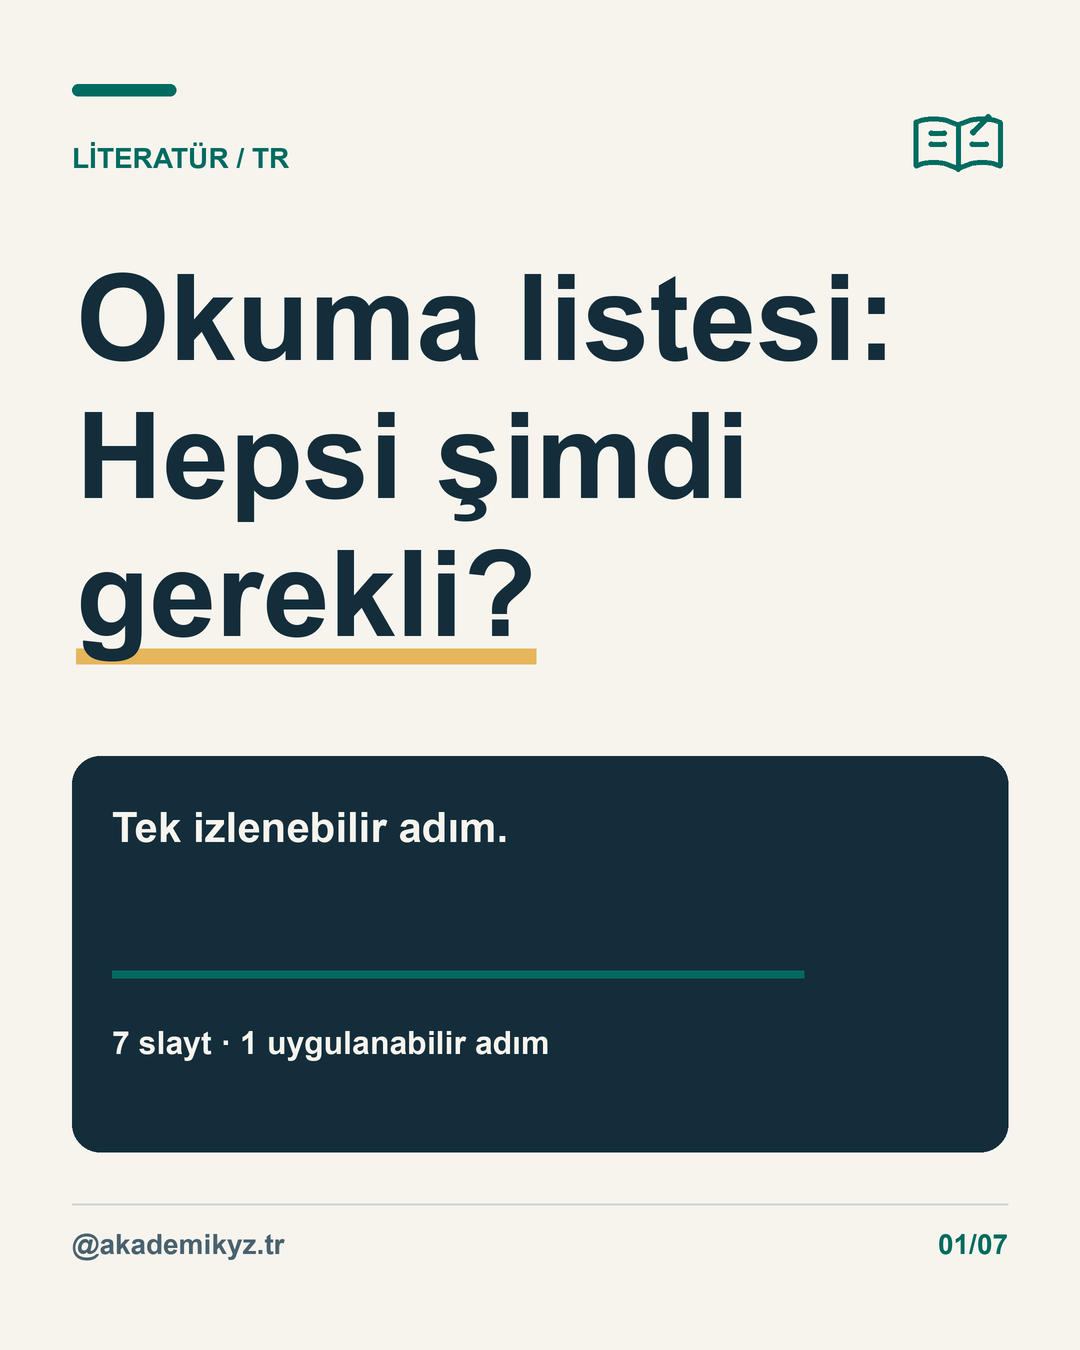 LİTERATÜR / TR
Okuma listesi:
Hepsi şimdi
gerekli?
Tek izlenebilir adım.
7 slayt · 1 uygulanabilir adım
@akademikyz.tr
01/07